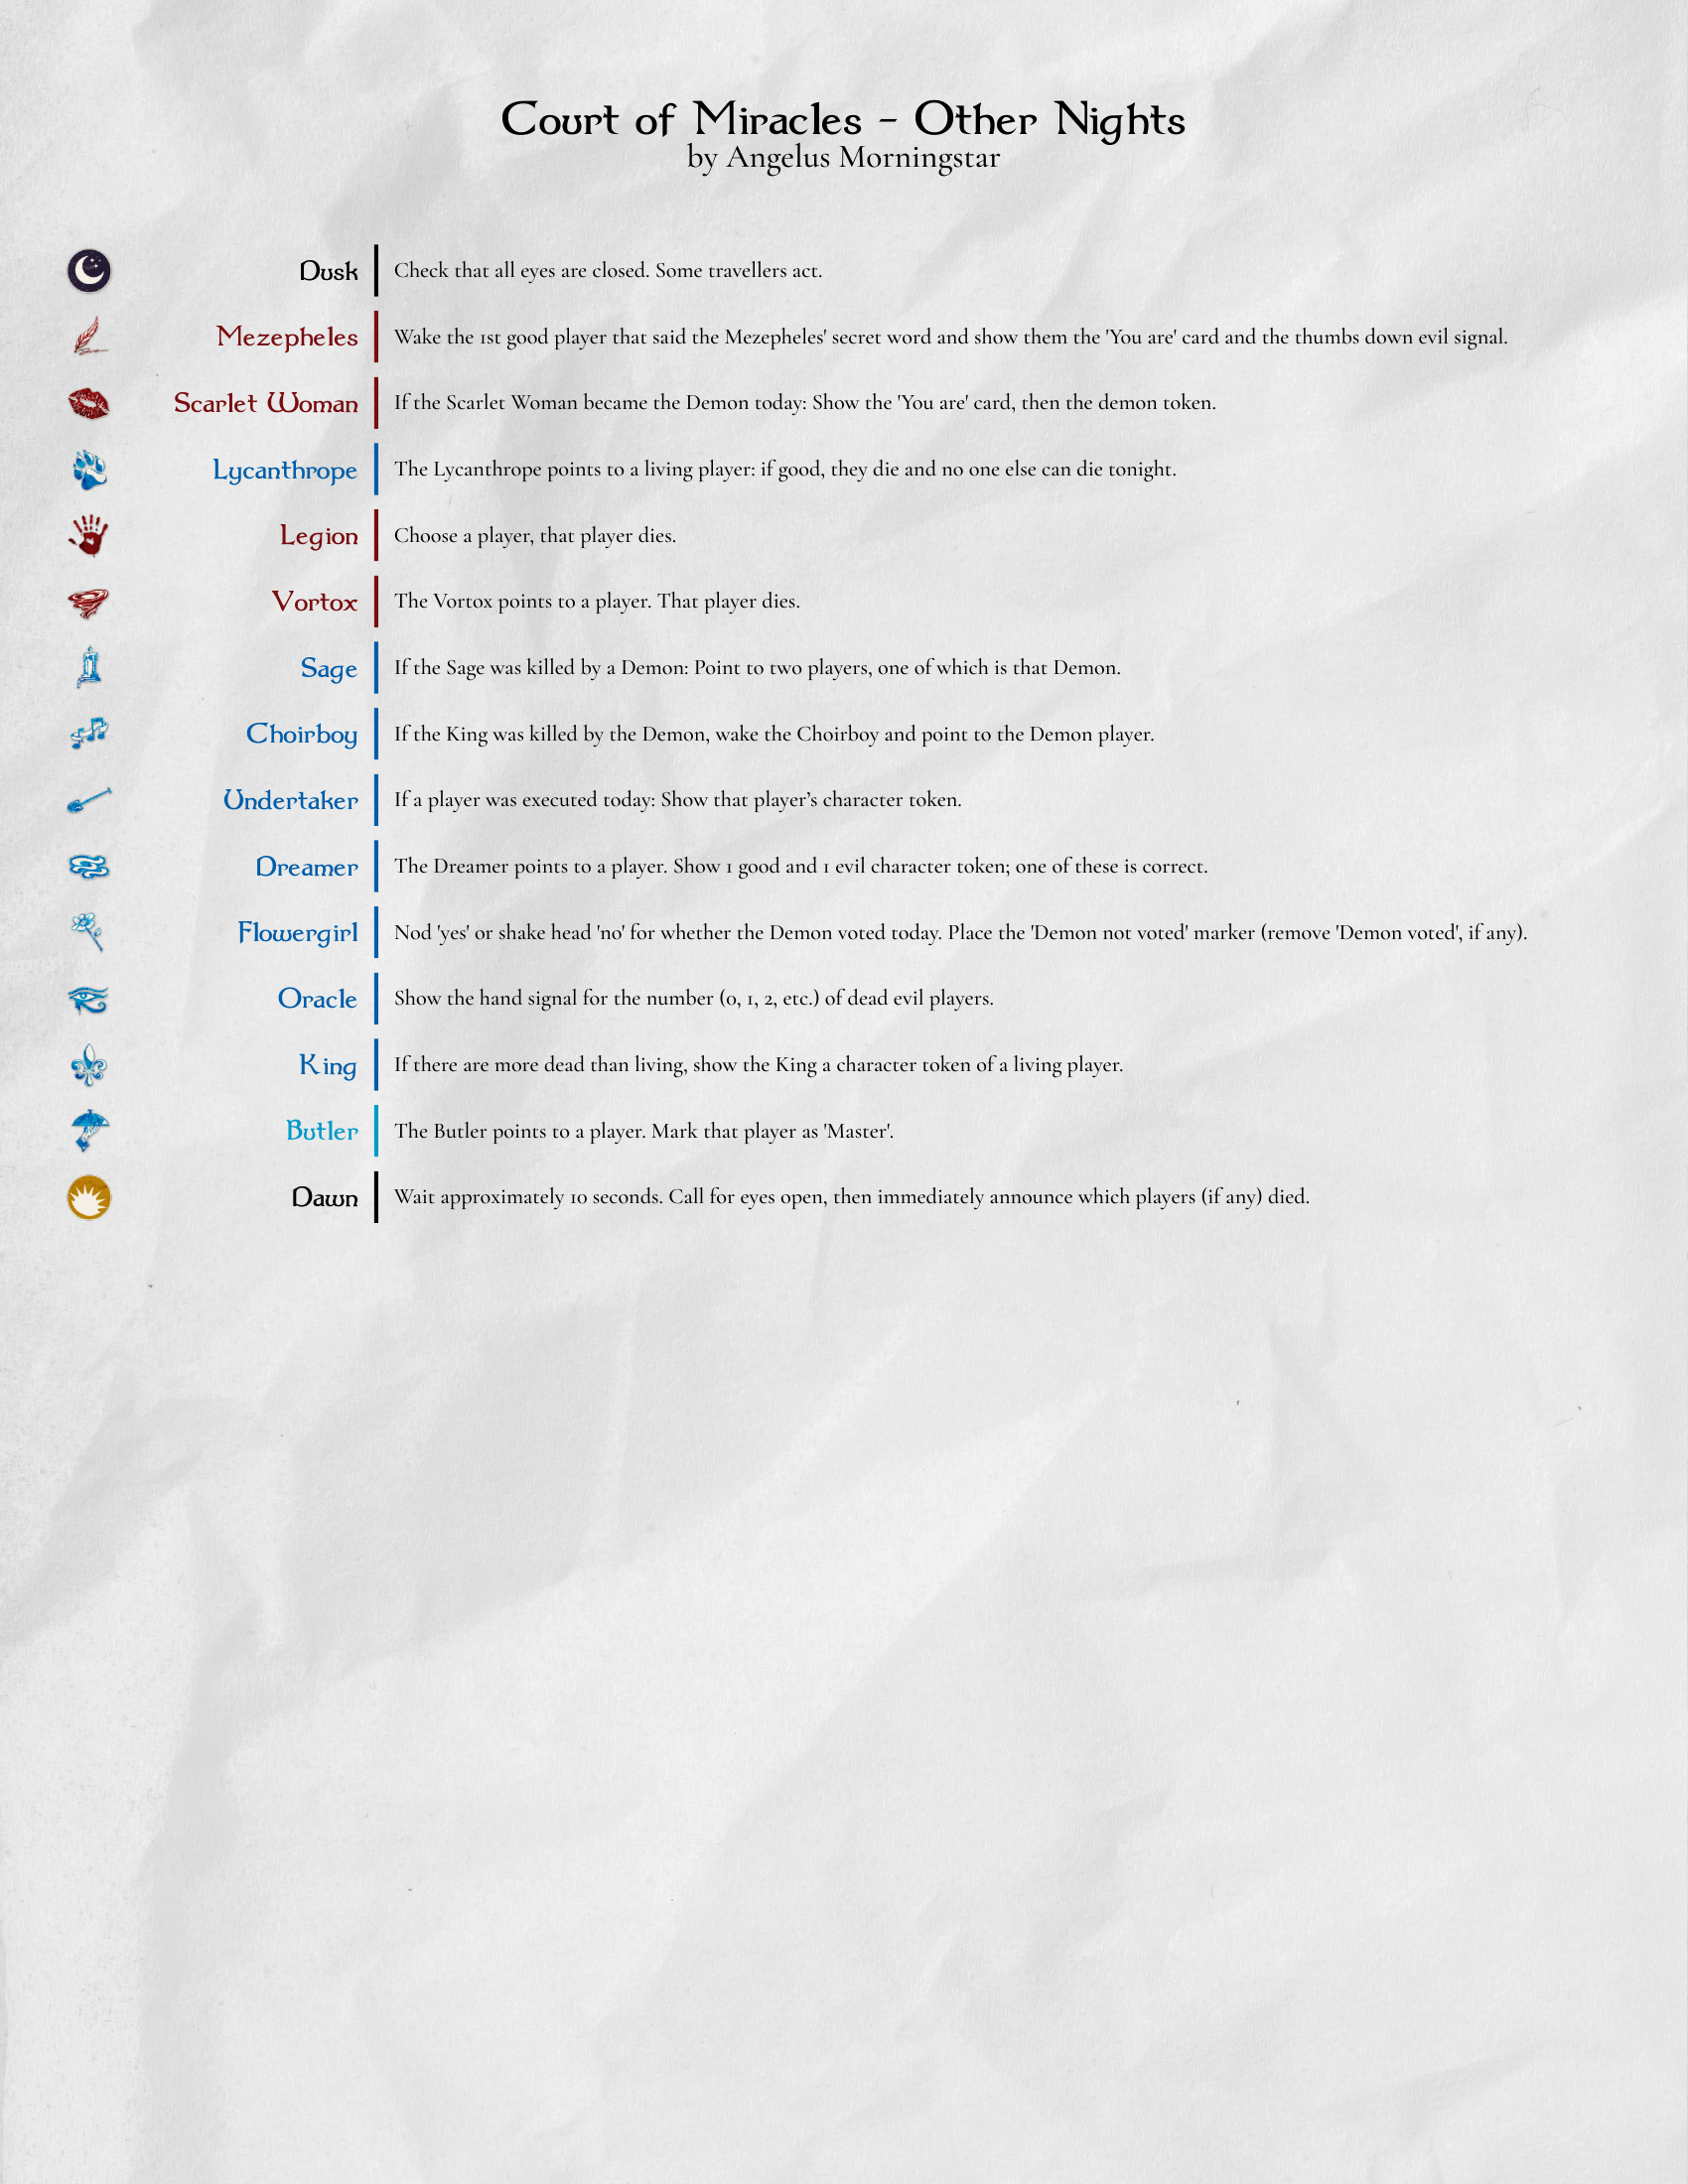 Court of Miracles - Other Nights
by Angelus Morningstar
Dusk Check that all eyes are closed. Some travellers act.
Mezepheles Wake the 1st good player that said the Mezepheles' secret word and show them the 'You are' card and the thumbs down evil signal.
Scarlet Woman If the Scarlet Woman became the Demon today: Show the 'You are' card, then the demon token.
Lycanthrope The Lycanthrope points to a living player: if good, they die and no one else can die tonight.
Legion Choose a player, that player dies.
Vortox The Vortox points to a player. That player dies.
Sage If the Sage was killed by a Demon: Point to two players, one of which is that Demon.
Choirboy If the King was killed by the Demon, wake the Choirboy and point to the Demon player.
Undertaker If a player was executed today: Show that player’s character token.
Dreamer The Dreamer points to a player. Show 1 good and 1 evil character token; one of these is correct.
Flowergirl Nod 'yes' or shake head 'no' for whether the Demon voted today. Place the 'Demon not voted' marker (remove 'Demon voted', if any).
Oracle Show the hand signal for the number (0, 1, 2, etc.) of dead evil players.
King If there are more dead than living, show the King a character token of a living player.
Butler The Butler points to a player. Mark that player as 'Master'.
Dawn Wait approximately 10 seconds. Call for eyes open, then immediately announce which players (if any) died.